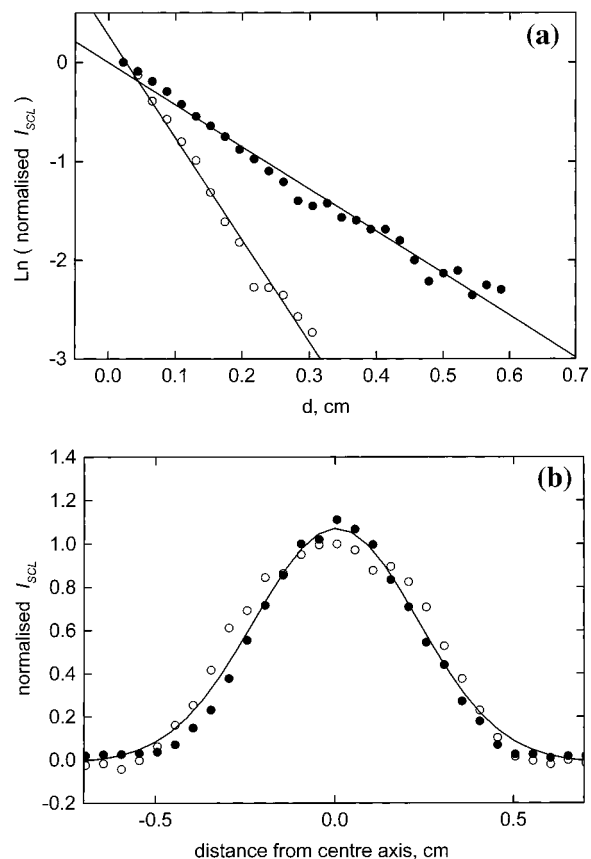 (a)
0
-1
-2
-3
Ln ( normalised I_SCL )
0.0 0.1 0.2 0.3 0.4 0.5 0.6 0.7
d, cm
(b)
1.4
1.2
1.0
0.8
0.6
0.4
0.2
0.0
-0.2
normalised I_SCL
-0.5 0.0 0.5
distance from centre axis, cm